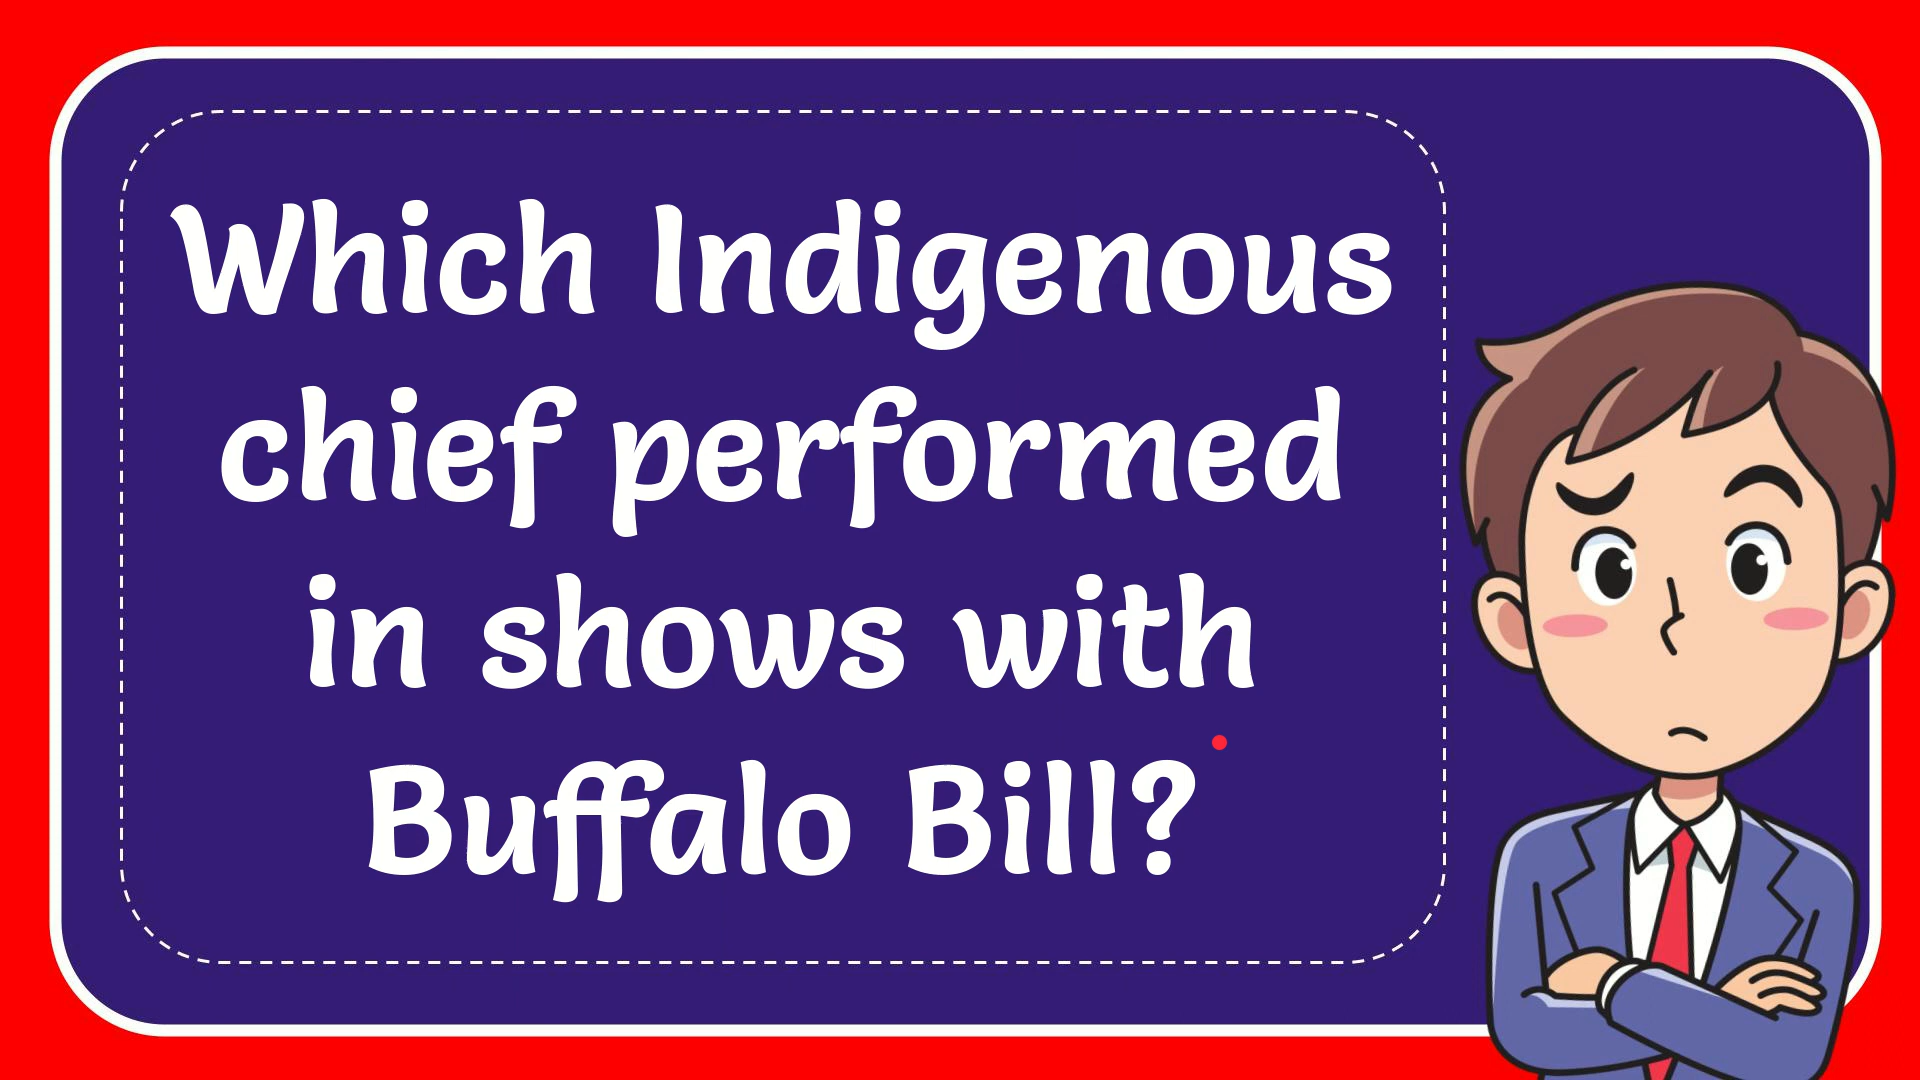 Which Indigenous
chief performed
in shows with
Buffalo Bill?